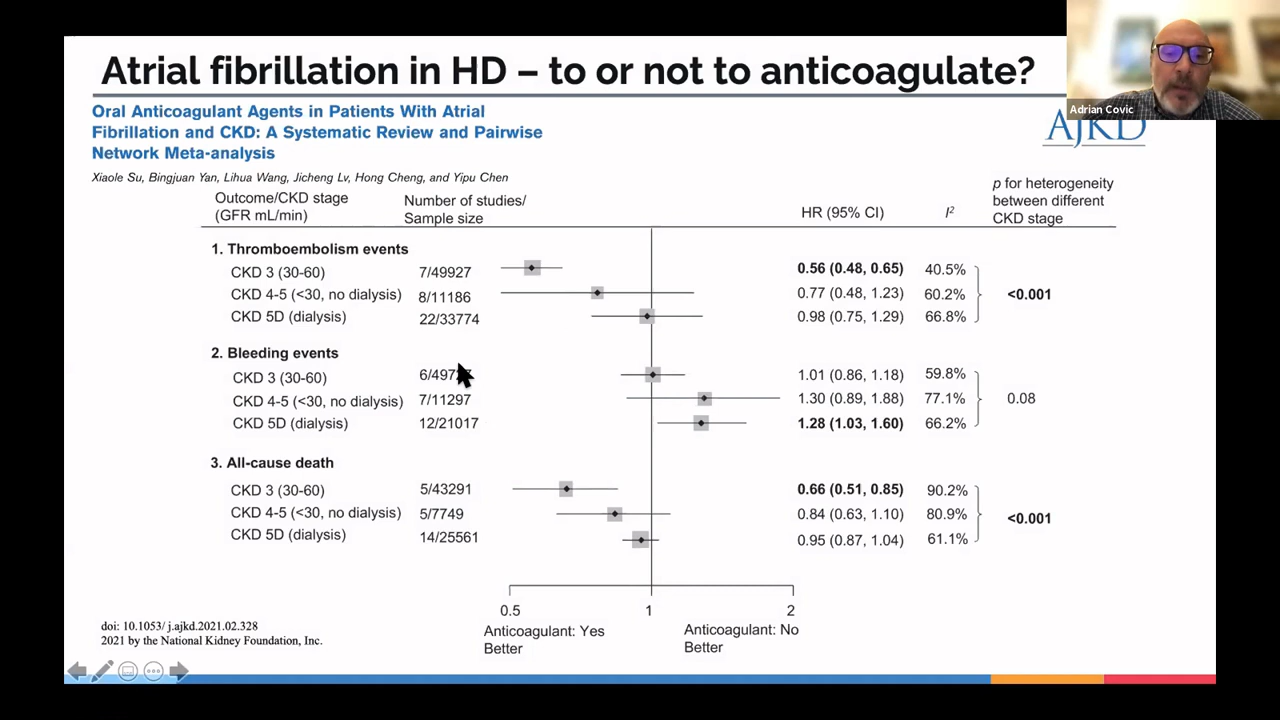 Atrial fibrillation in HD – to or not to anticoagulate?
Adrian Covic
Oral Anticoagulant Agents in Patients With Atrial
Fibrillation and CKD: A Systematic Review and Pairwise
Network Meta-analysis
AJKD
Xiaole Su, Bingjuan Yan, Lihua Wang, Jicheng Lv, Hong Cheng, and Yipu Chen
Outcome/CKD stage
(GFR mL/min)
Number of studies/
Sample size
HR (95% CI)
I²
p for heterogeneity
between different
CKD stage
1. Thromboembolism events
CKD 3 (30-60) 7/49927 0.56 (0.48, 0.65) 40.5%
CKD 4-5 (<30, no dialysis) 8/11186 0.77 (0.48, 1.23) 60.2% <0.001
CKD 5D (dialysis) 22/33774 0.98 (0.75, 1.29) 66.8%
2. Bleeding events
CKD 3 (30-60) 1.01 (0.86, 1.18) 59.8%
CKD 4-5 (<30, no dialysis) 7/11297 1.30 (0.89, 1.88) 77.1% 0.08
CKD 5D (dialysis) 12/21017 1.28 (1.03, 1.60) 66.2%
3. All-cause death
CKD 3 (30-60) 5/43291 0.66 (0.51, 0.85) 90.2%
CKD 4-5 (<30, no dialysis) 5/7749 0.84 (0.63, 1.10) 80.9% <0.001
CKD 5D (dialysis) 14/25561 0.95 (0.87, 1.04) 61.1%
0.5 1 2
Anticoagulant: Yes
Better
Anticoagulant: No
Better
doi: 10.1053/ j.ajkd.2021.02.328
2021 by the National Kidney Foundation, Inc.